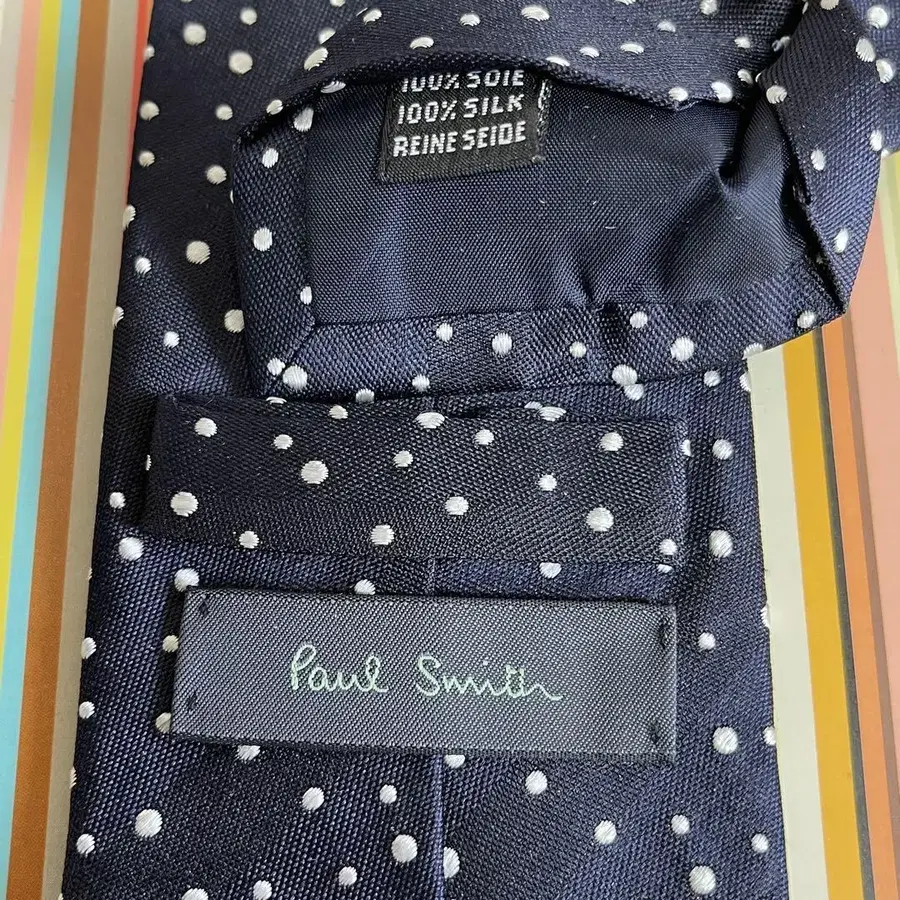 100% SOIE
100% SILK
REINE SEIDE
Paul Smith